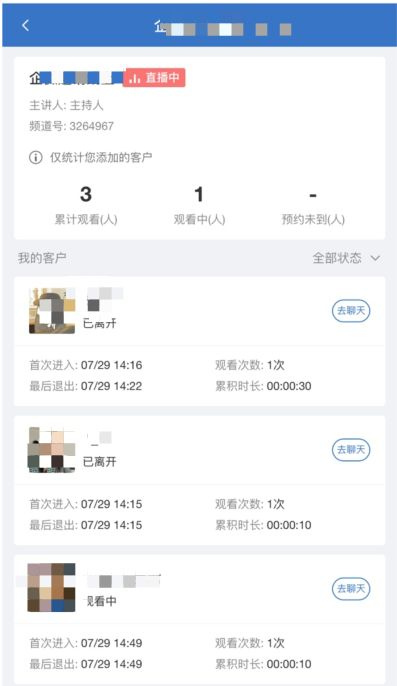 企
企
直播中
主讲人: 主持人
频道号: 3264967
仅统计您添加的客户
3 1 -
累计观看(人) 观看中(人) 预约未到(人)
我的客户 全部状态
已离开 去聊天
首次进入: 07/29 14:16 观看次数: 1次
最后退出: 07/29 14:22 累积时长: 00:00:30
已离开 去聊天
首次进入: 07/29 14:15 观看次数: 1次
最后退出: 07/29 14:15 累积时长: 00:00:10
观看中 去聊天
首次进入: 07/29 14:49 观看次数: 1次
最后退出: 07/29 14:49 累积时长: 00:00:10